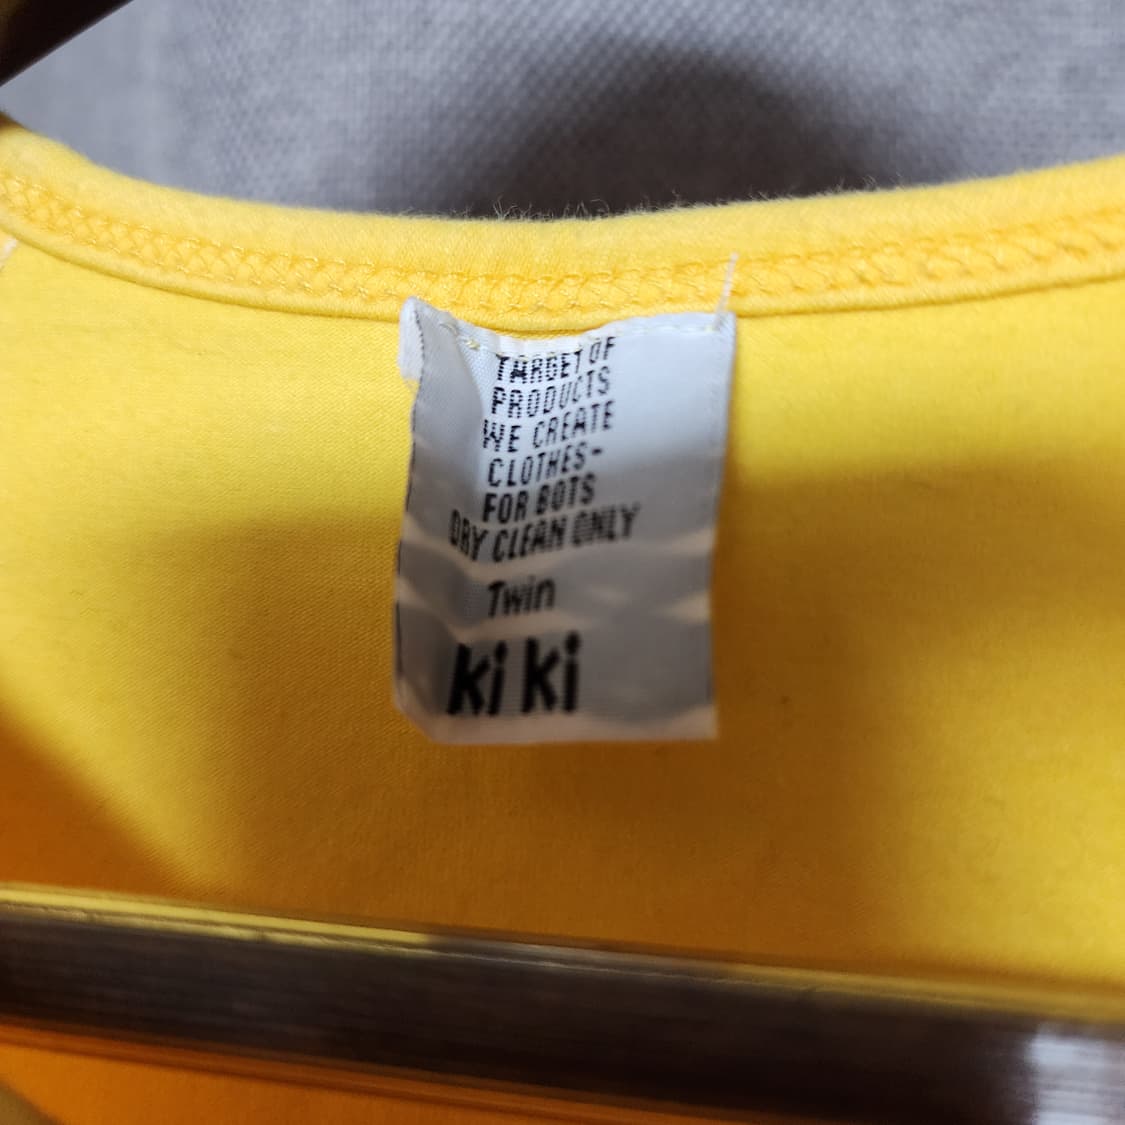 TARGET OF
PRODUCTS
WE CREATE
CLOTHES-
FOR BOTS
DRY CLEAN ONLY
Twin
ki ki